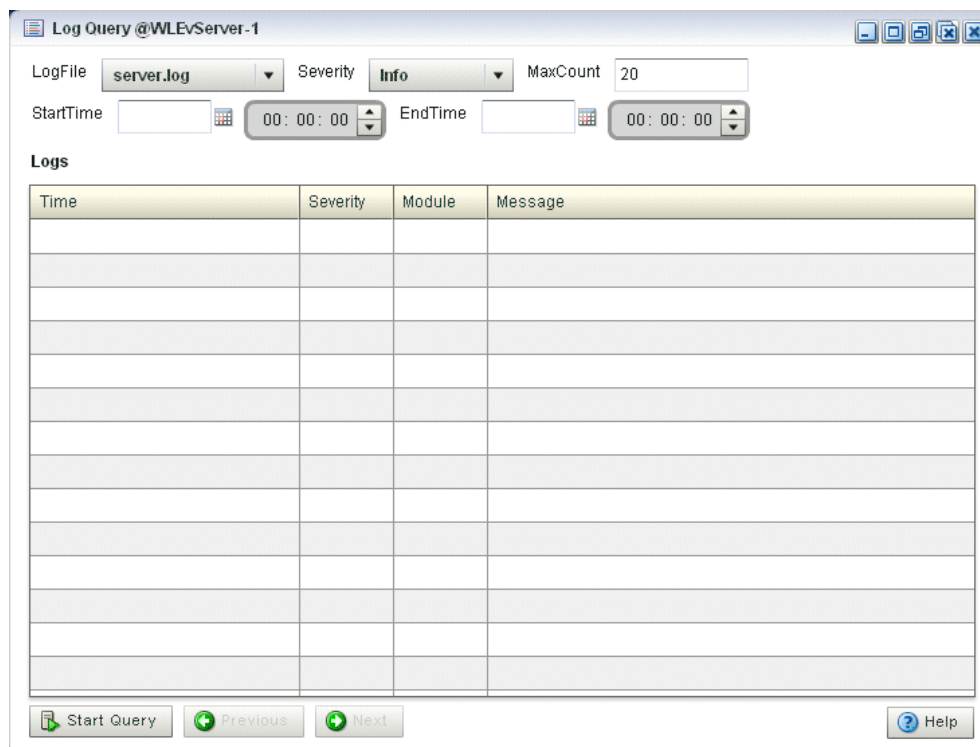 Log Query @WLEvServer-1
LogFile server.log Severity Info MaxCount 20
StartTime 00: 00: 00 EndTime 00: 00: 00
Logs
Time Severity Module Message
Start Query Previous Next Help